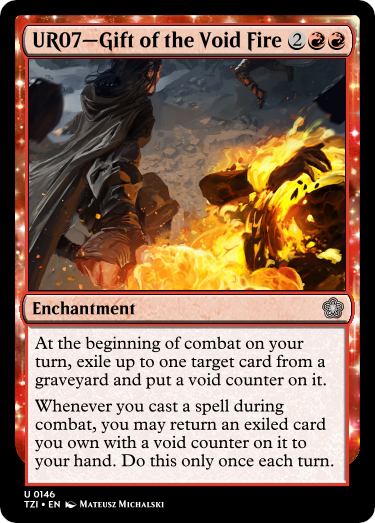 UR07—Gift of the Void Fire 2
Enchantment
At the beginning of combat on your
turn, exile up to one target card from a
graveyard and put a void counter on it.
Whenever you cast a spell during
combat, you may return an exiled card
you own with a void counter on it to
your hand. Do this only once each turn.
U 0146
TZI • EN Mateusz Michalski